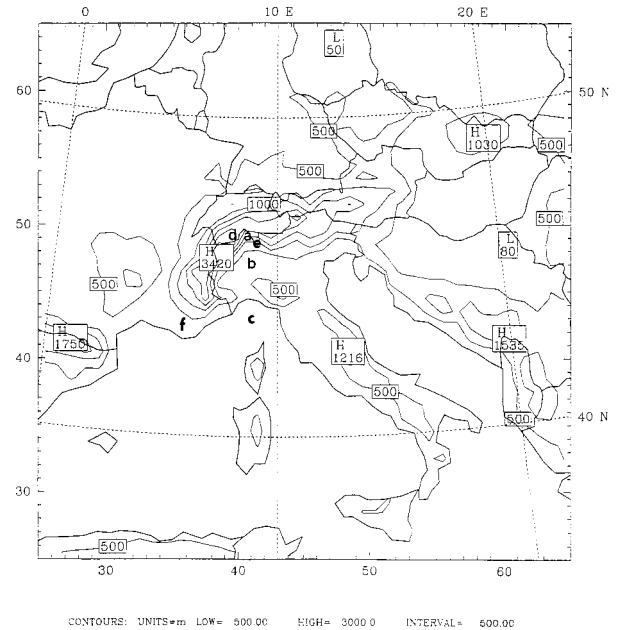 0 10 E 20 E
L
50
60
50 N
500
H
1030
500
500
1000
50
500
d a
e
L
80
H
3420
b
500
500
f
c
H
1755
H
1216
H
1535
40
500
500
40 N
30
500
30 40 50 60
CONTOURS: UNITS=m LOW= 500.00 HIGH= 3000.0 INTERVAL= 500.00